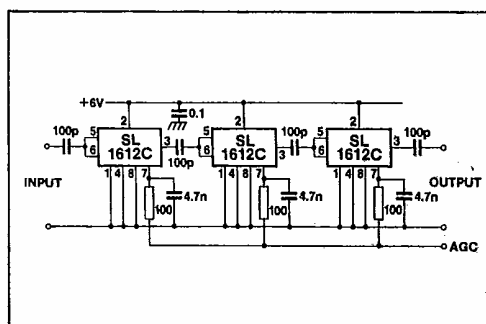 +6V
0.1
2 2 2
100p 5 SL 3 5 SL 100p 5 SL 100p
6 1612C 100p 6 1612C 3 6 1612C 3
1 4 8 7 1 4 8 7 1 4 8 7
INPUT 4.7n 4.7n 4.7n OUTPUT
100 100 100
AGC